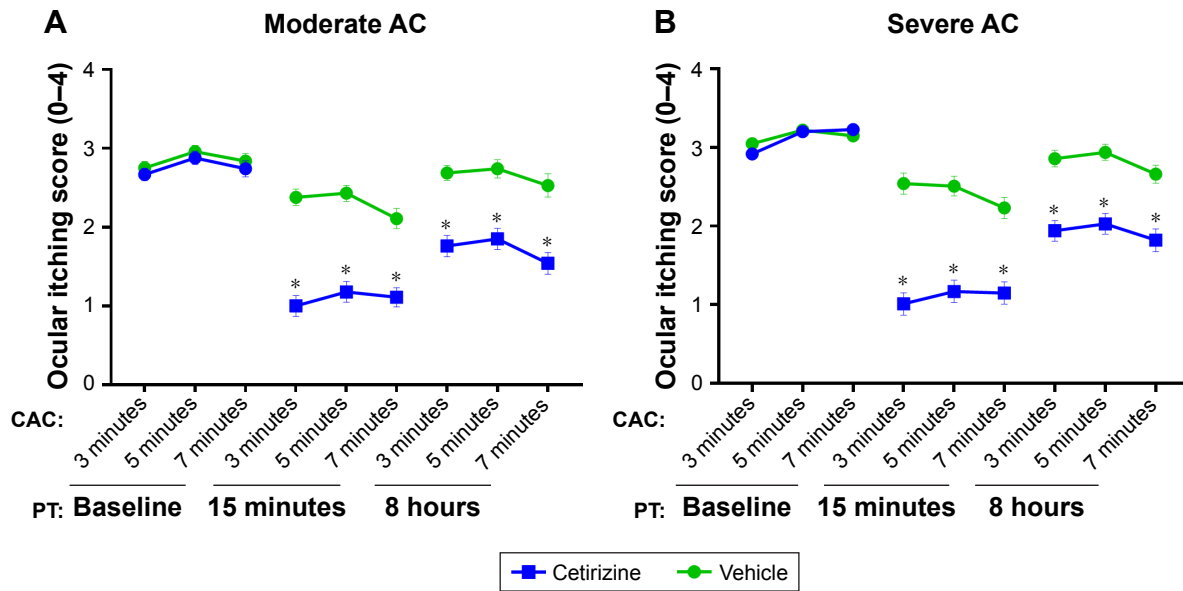 A
Moderate AC
Ocular itching score (0–4)
4
3
2
1
0
* * * * * *
CAC:
3 minutes
5 minutes
7 minutes
3 minutes
5 minutes
7 minutes
3 minutes
5 minutes
7 minutes
PT: Baseline 15 minutes 8 hours
B
Severe AC
Ocular itching score (0–4)
4
3
2
1
0
* * * * * *
CAC:
3 minutes
5 minutes
7 minutes
3 minutes
5 minutes
7 minutes
3 minutes
5 minutes
7 minutes
PT: Baseline 15 minutes 8 hours
Cetirizine Vehicle